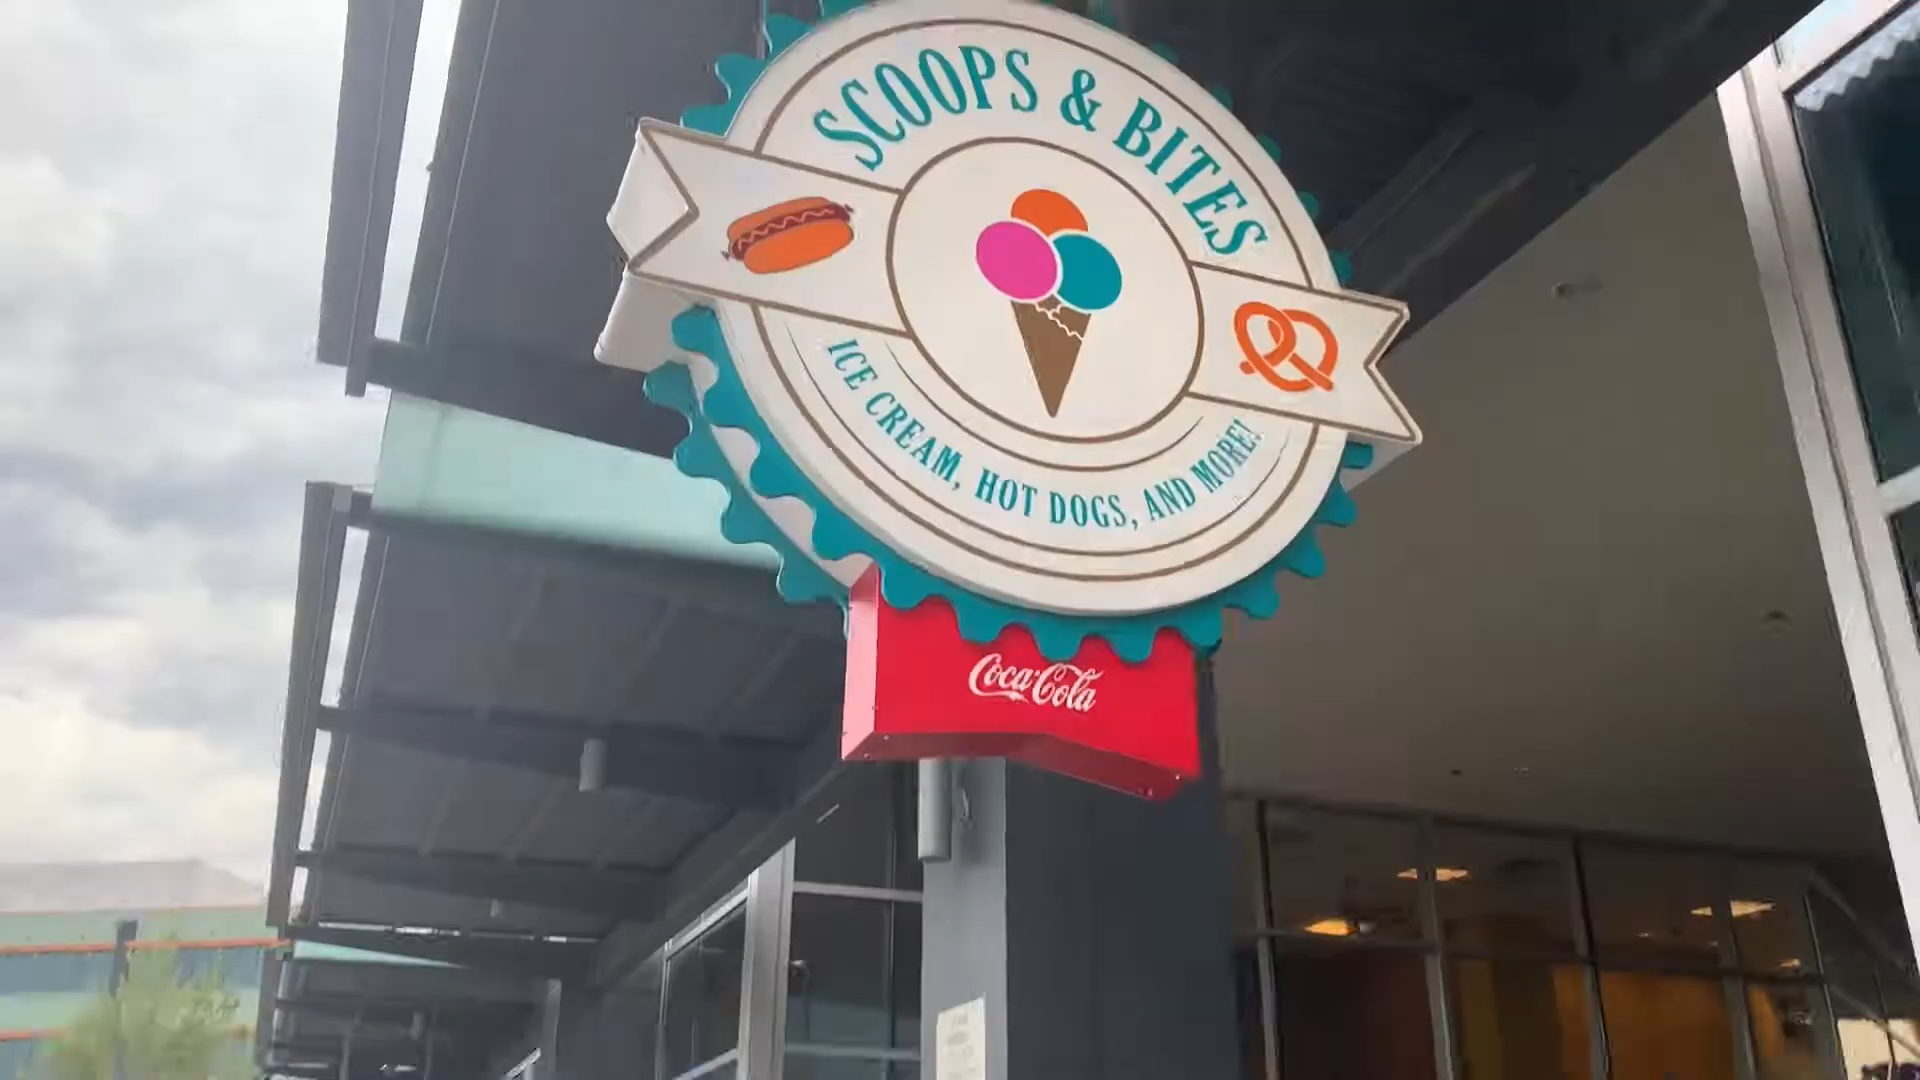 SCOOPS & BITES
ICE CREAM, HOT DOGS, AND MORE!
Coca-Cola